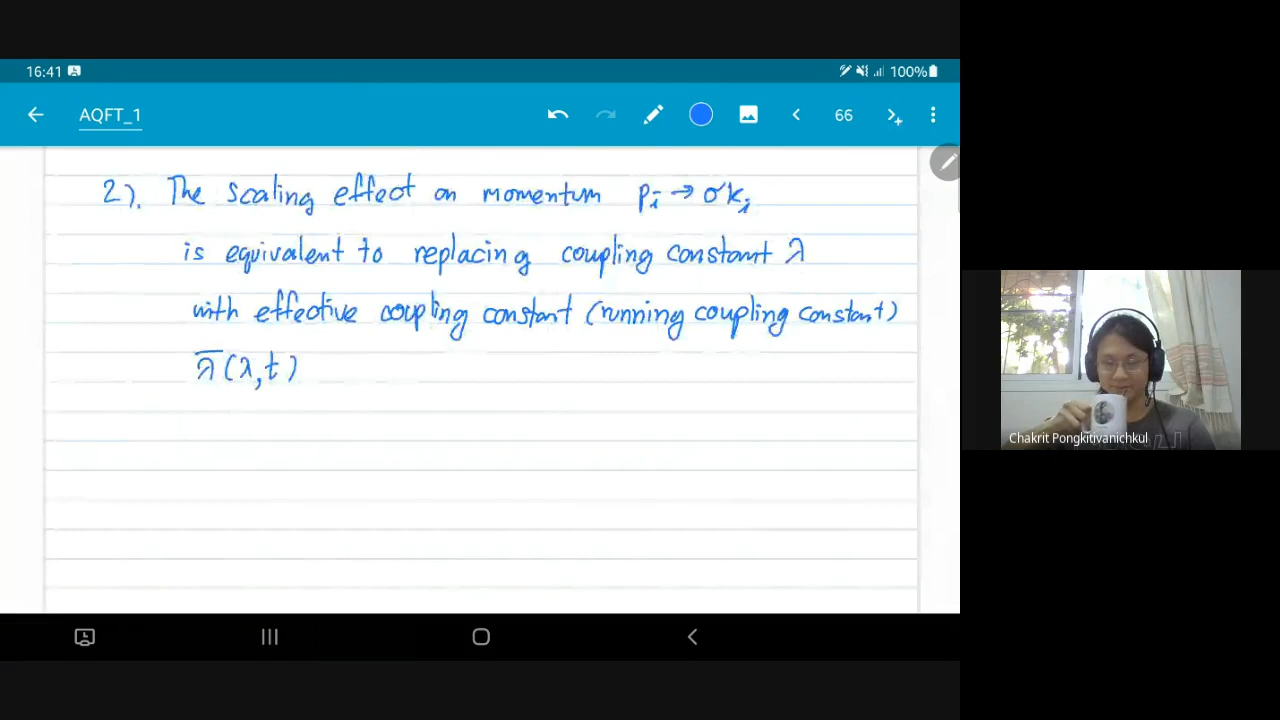 16:41
100%
AQFT_1
66
2). The scaling effect on momentum pᵢ → σkᵢ
is equivalent to replacing coupling constant λ
with effective coupling constant (running coupling constant)
λ̄(λ,t)
Chakrit Pongkitivanichkul